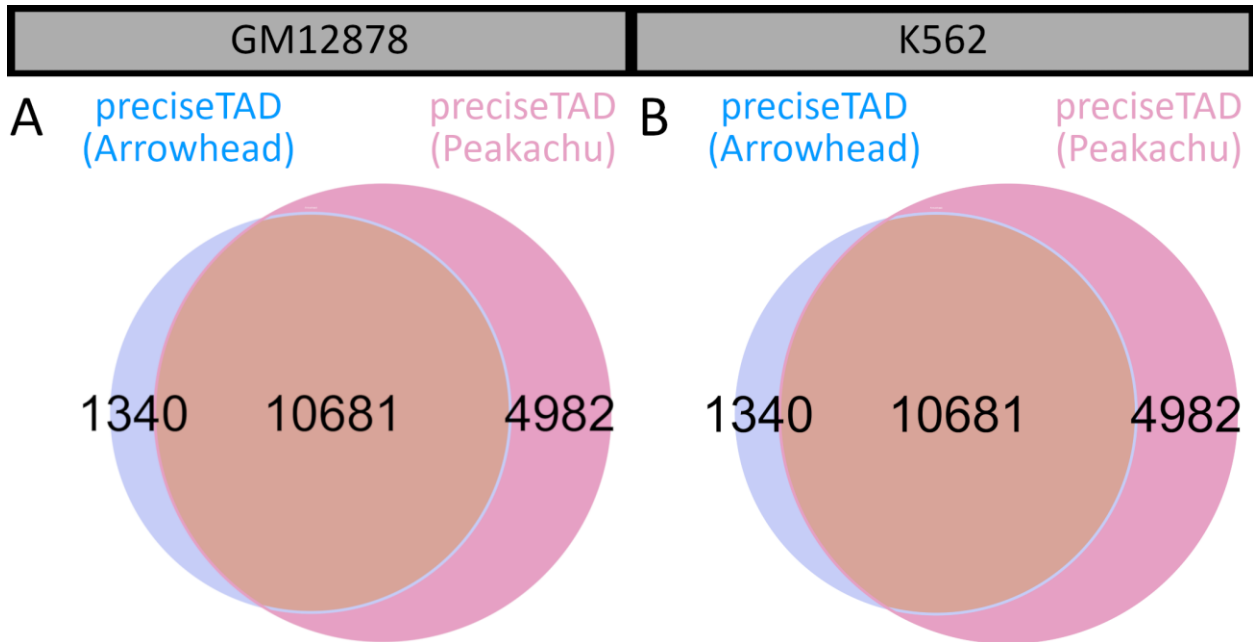 GM12878
K562
A
preciseTAD
(Arrowhead)
preciseTAD
(Peakachu)
1340
10681
4982
B
preciseTAD
(Arrowhead)
preciseTAD
(Peakachu)
1340
10681
4982